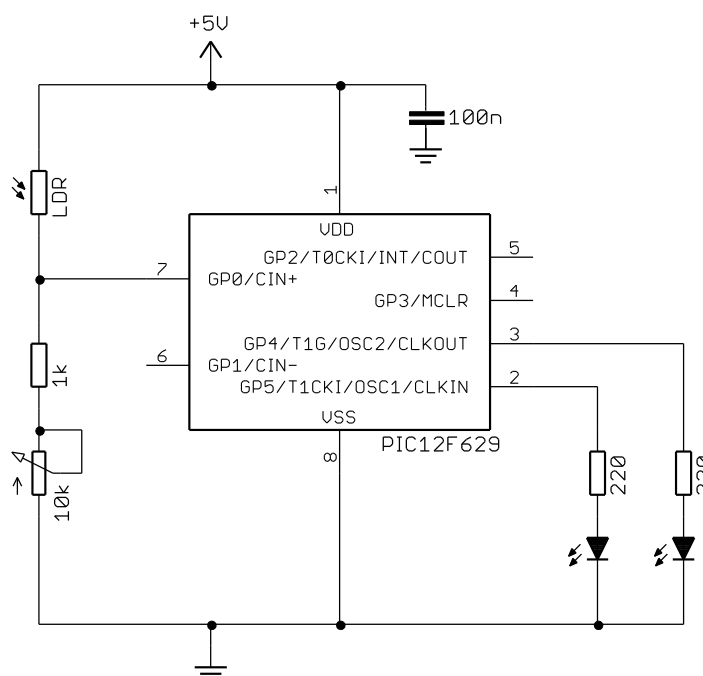 +5V
100n
1
LDR
VDD
5
GP2/T0CKI/INT/COUT
7
GP0/CIN+
4
GP3/MCLR
3
GP4/T1G/OSC2/CLKOUT
6
GP1/CIN-
1k
2
GP5/T1CKI/OSC1/CLKIN
VSS
PIC12F629
8
10k
220
220